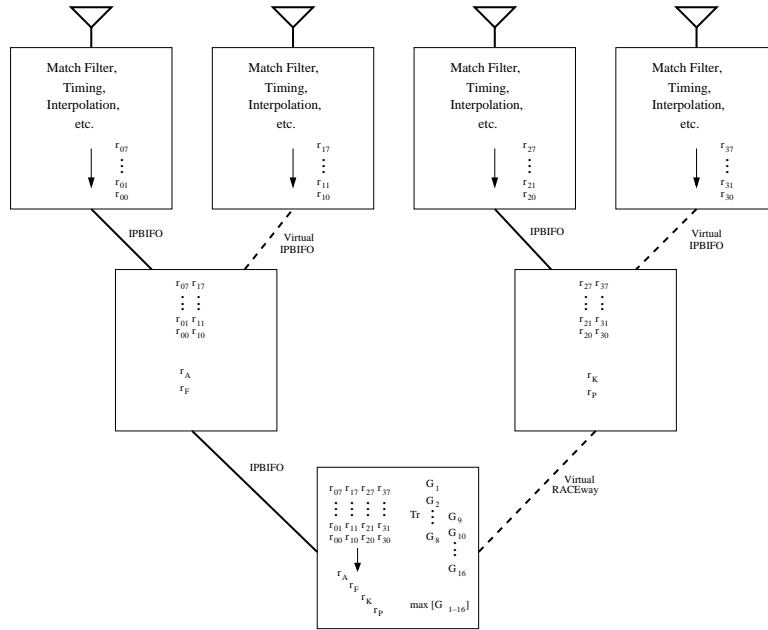 Match Filter,
Timing,
Interpolation,
etc.
r07
⋮
r01
r00
Match Filter,
Timing,
Interpolation,
etc.
r17
⋮
r11
r10
Match Filter,
Timing,
Interpolation,
etc.
r27
⋮
r21
r20
Match Filter,
Timing,
Interpolation,
etc.
r37
⋮
r31
r30
IPBIFO
Virtual
IPBIFO
IPBIFO
Virtual
IPBIFO
r07 r17
⋮ ⋮
r01 r11
r00 r10
rA
rF
r27 r37
⋮ ⋮
r21 r31
r20 r30
rK
rP
IPBIFO
Virtual
RACEway
r07 r17 r27 r37
⋮ ⋮ ⋮ ⋮
r01 r11 r21 r31
r00 r10 r20 r30
rA
rF
rK
rP
Tr
G1
G2
⋮
G8
G9
G10
⋮
G16
max [G 1–16]